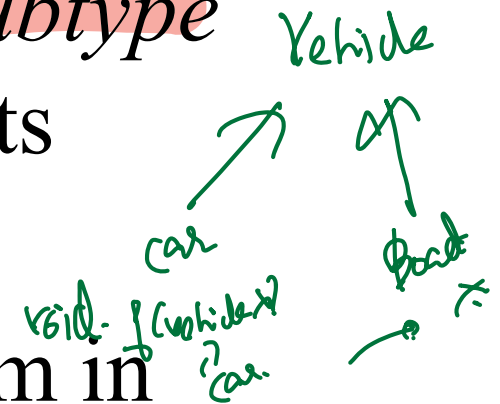 ubtype
Vehicle
ts
car
Boat
void f(vehicle x)
m in
car.